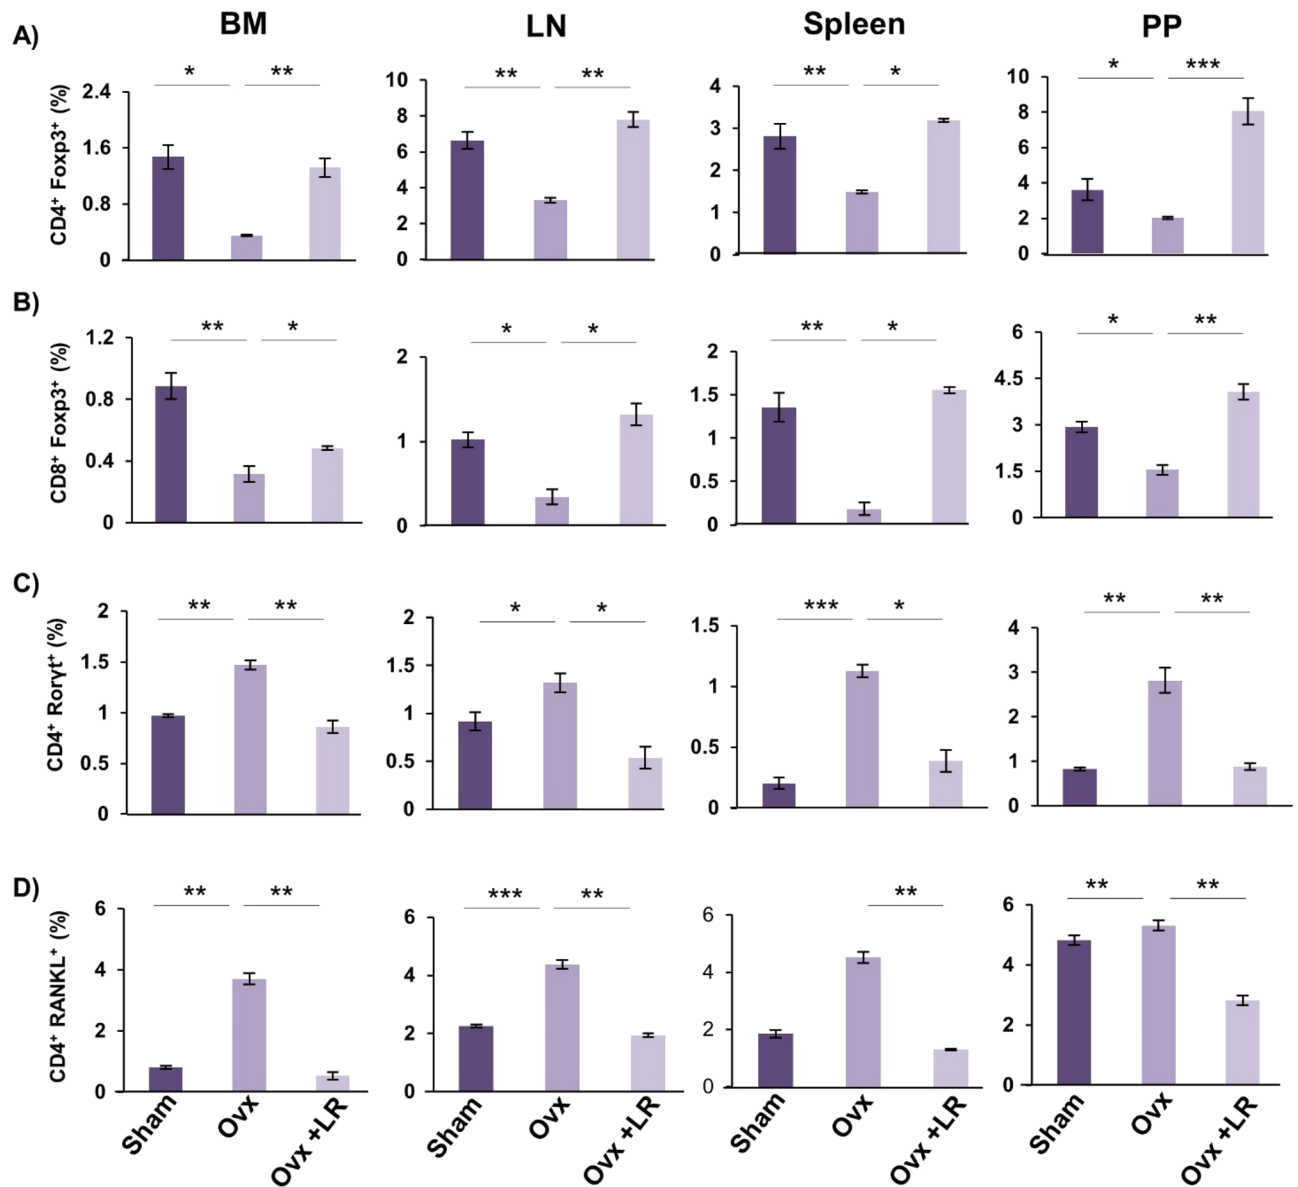 BM LN Spleen PP
A)
CD4⁺ Foxp3⁺ (%)
* ** ** ** ** * * ***
2.4 1.6 0.8 0
10 8 6 4 2 0
4 3 2 1 0
10 8 6 4 2 0
B)
CD8⁺ Foxp3⁺ (%)
** * * * ** * * **
1.2 0.8 0.4 0
2 1 0
2 1.5 1 0.5 0
6 4.5 3 1.5 0
C)
CD4⁺ Rorγt⁺ (%)
** ** * * *** * ** **
2 1.5 1 0.5 0
2 1.5 1 0.5 0
1.5 1 0.5 0
4 3 2 1 0
D)
CD4⁺ RANKL⁺ (%)
** ** *** ** ** ** **
6 4 2 0
6 4 2 0
6 4 2 0
6 4 2 0
Sham Ovx Ovx +LR Sham Ovx Ovx +LR Sham Ovx Ovx +LR Sham Ovx Ovx +LR